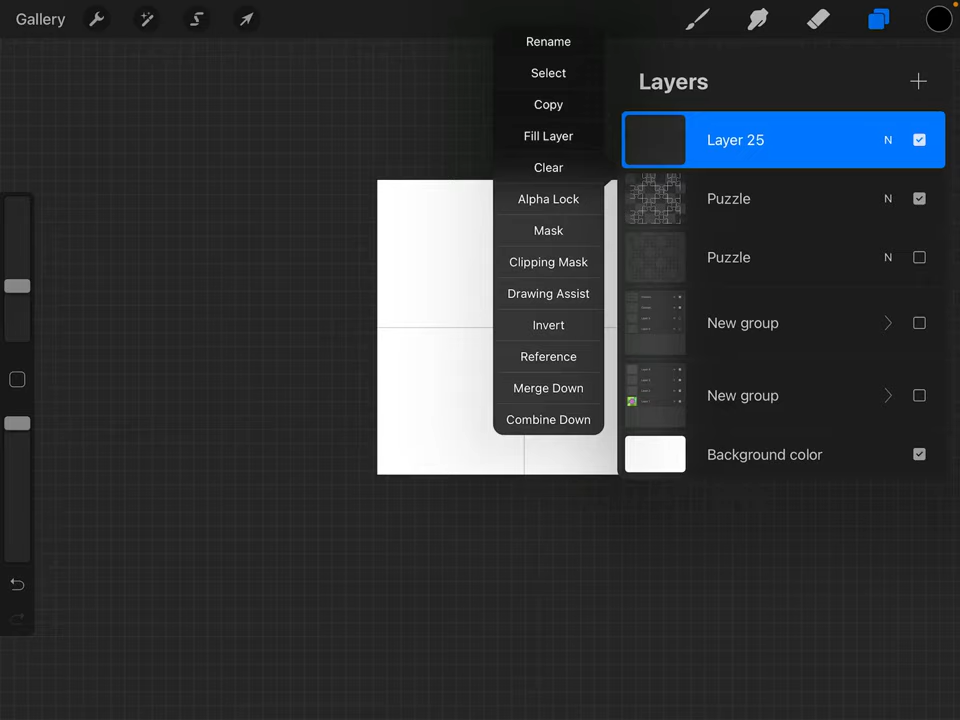 Gallery
Rename
Select
Copy
Fill Layer
Clear
Alpha Lock
Mask
Clipping Mask
Drawing Assist
Invert
Reference
Merge Down
Combine Down
Layers
Layer 25 N
Puzzle N
Puzzle N
New group
New group
Background color